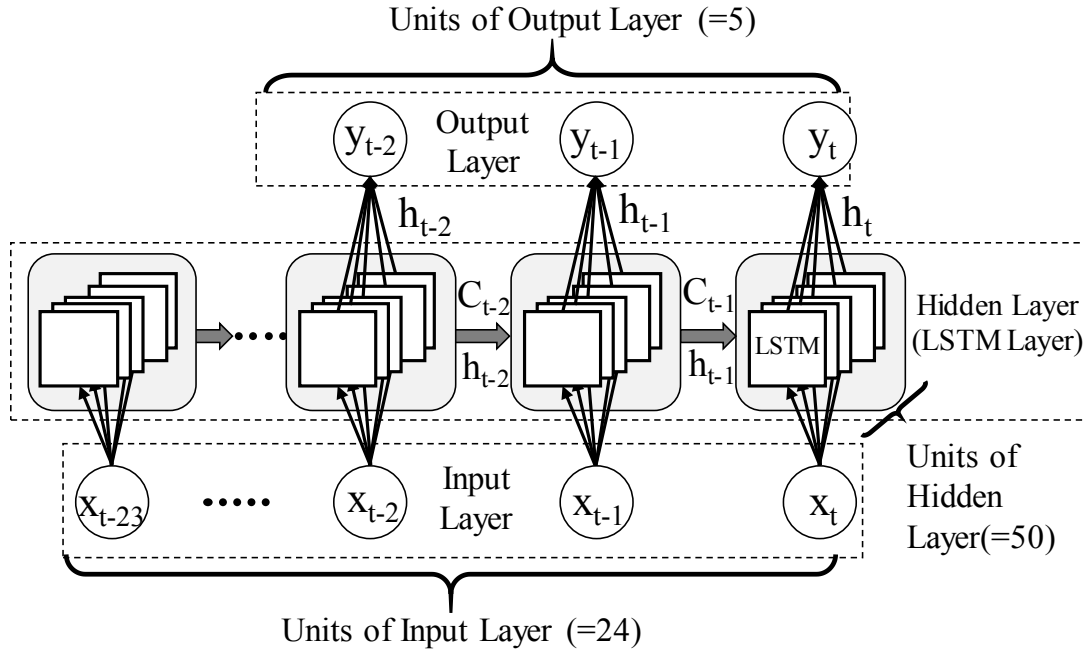 Units of Output Layer (=5)
y_{t-2}
Output
Layer
y_{t-1}
y_t
h_{t-2}
h_{t-1}
h_t
C_{t-2}
h_{t-2}
C_{t-1}
h_{t-1}
LSTM
Hidden Layer
(LSTM Layer)
x_{t-23}
x_{t-2}
Input
Layer
x_{t-1}
x_t
Units of
Hidden
Layer(=50)
Units of Input Layer (=24)